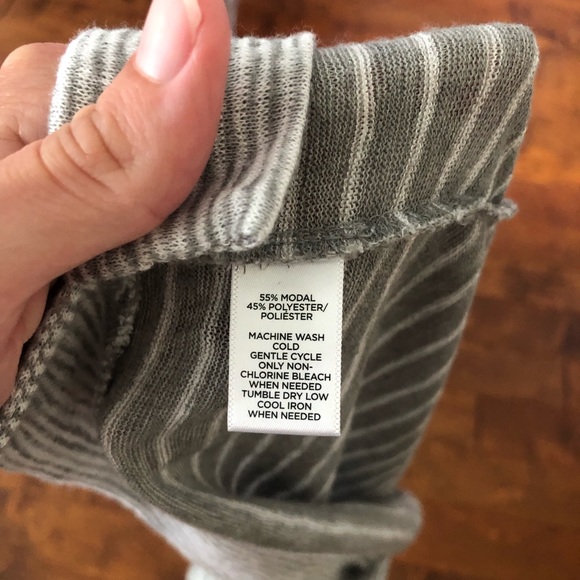 55% MODAL
45% POLYESTER/
POLIÉSTER
MACHINE WASH
COLD
GENTLE CYCLE
ONLY NON-
CHLORINE BLEACH
WHEN NEEDED
TUMBLE DRY LOW
COOL IRON
WHEN NEEDED